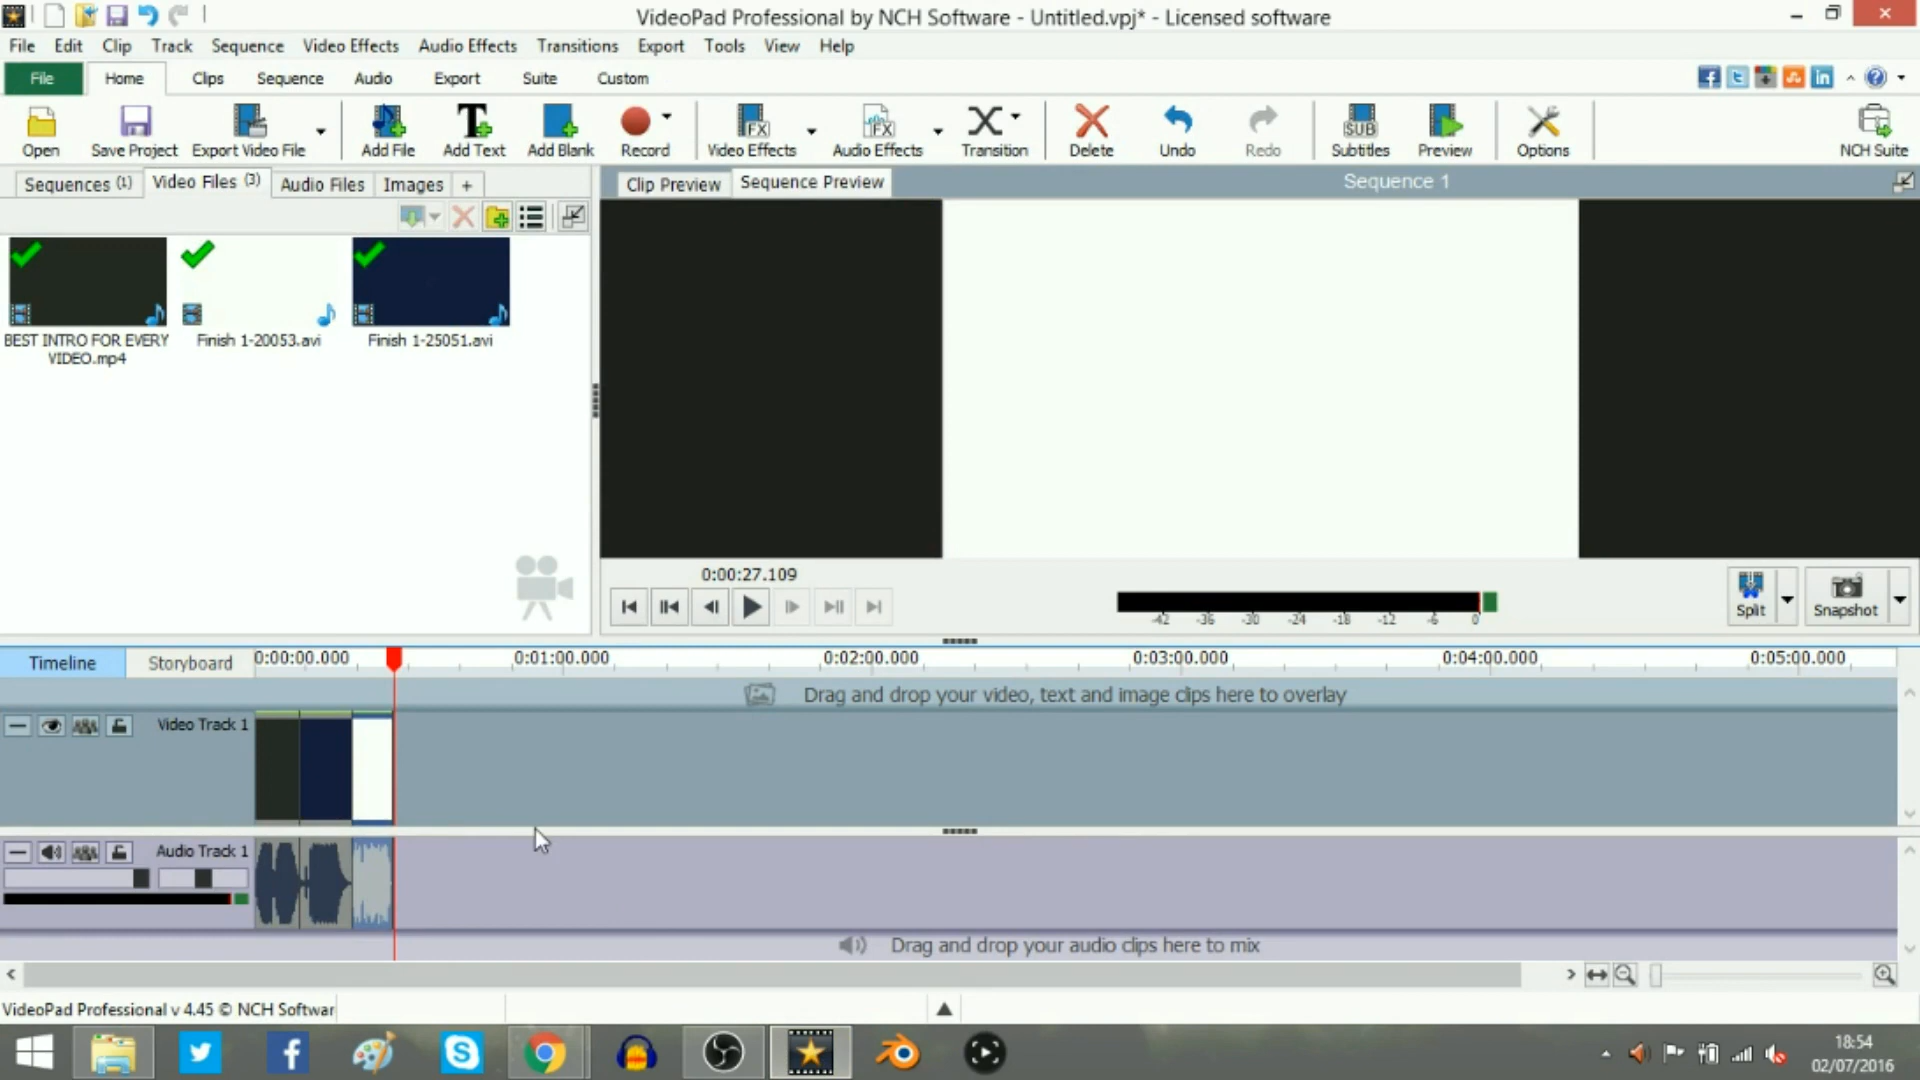 VideoPad Professional by NCH Software - Untitled.vpj* - Licensed software
File Edit Clip Track Sequence Video Effects Audio Effects Transitions Export Tools View Help
File Home Clips Sequence Audio Export Suite Custom
Open Save Project Export Video File Add File Add Text Add Blank Record Video Effects Audio Effects Transition Delete Undo Redo Subtitles Preview Options NCH Suite
Sequences (1) Video Files (3) Audio Files Images +
Clip Preview Sequence Preview Sequence 1
BEST INTRO FOR EVERY
VIDEO.mp4
Finish 1-20053.avi
Finish 1-25051.avi
0:00:27.109
-42 -36 -30 -24 -18 -12 -6 0
Split Snapshot
Timeline Storyboard 0:00:00.000 0:01:00.000 0:02:00.000 0:03:00.000 0:04:00.000 0:05:00.000
Drag and drop your video, text and image clips here to overlay
Video Track 1
Audio Track 1
Drag and drop your audio clips here to mix
VideoPad Professional v 4.45 © NCH Softwar
18:54
02/07/2016